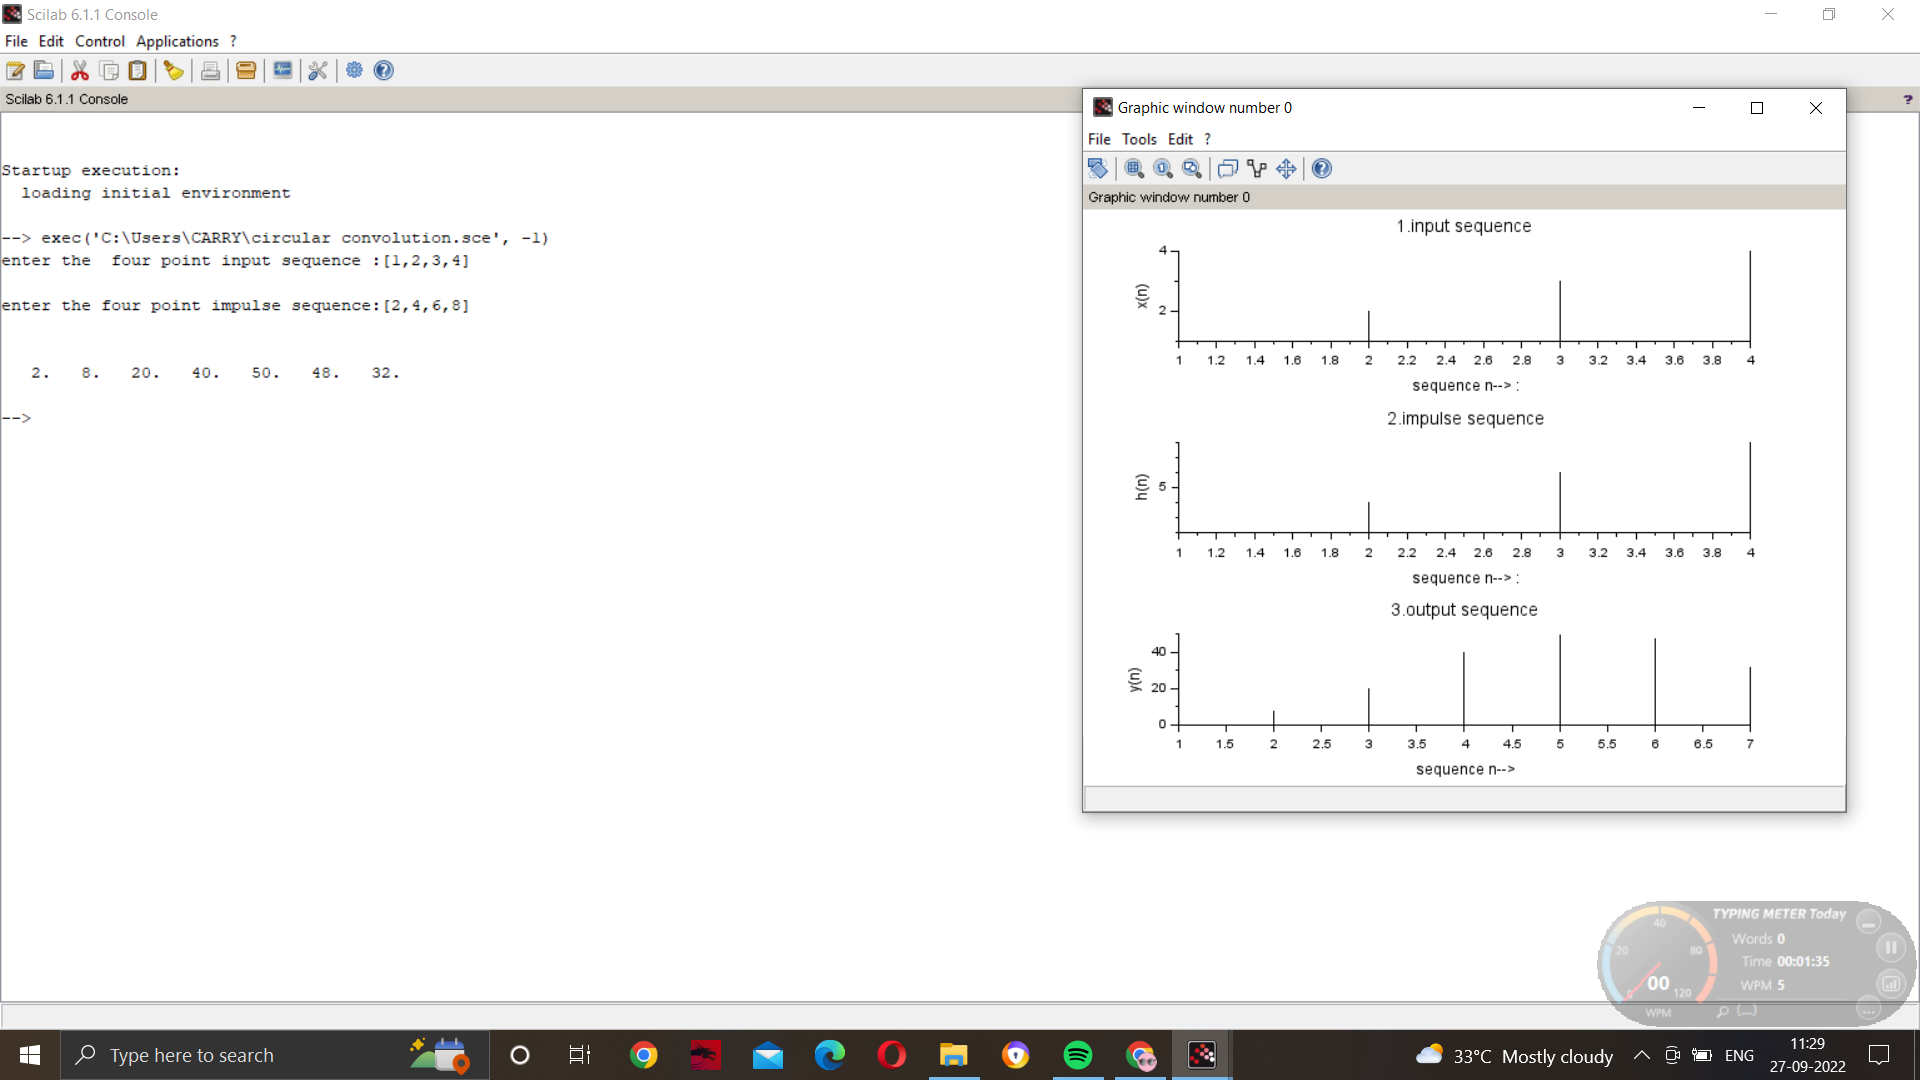 Scilab 6.1.1 Console
File Edit Control Applications ?
Scilab 6.1.1 Console
?
Startup execution:
loading initial environment
--> exec('C:\Users\CARRY\circular convolution.sce', -1)
enter the  four point input sequence :[1,2,3,4]
enter the four point impulse sequence:[2,4,6,8]
2. 8. 20. 40. 50. 48. 32.
-->
Graphic window number 0
File Tools Edit ?
Graphic window number 0
1.input sequence
4
x(n)
2
1 1.2 1.4 1.6 1.8 2 2.2 2.4 2.6 2.8 3 3.2 3.4 3.6 3.8 4
sequence n--> :
2.impulse sequence
h(n)
5
1 1.2 1.4 1.6 1.8 2 2.2 2.4 2.6 2.8 3 3.2 3.4 3.6 3.8 4
sequence n--> :
3.output sequence
40
y(n)
20
0
1 1.5 2 2.5 3 3.5 4 4.5 5 5.5 6 6.5 7
sequence n-->
TYPING METER Today
Words 0
Time 00:01:35
WPM 5
0 20 40 80 120
00
WPM
Type here to search
33°C Mostly cloudy
ENG
11:29
27-09-2022